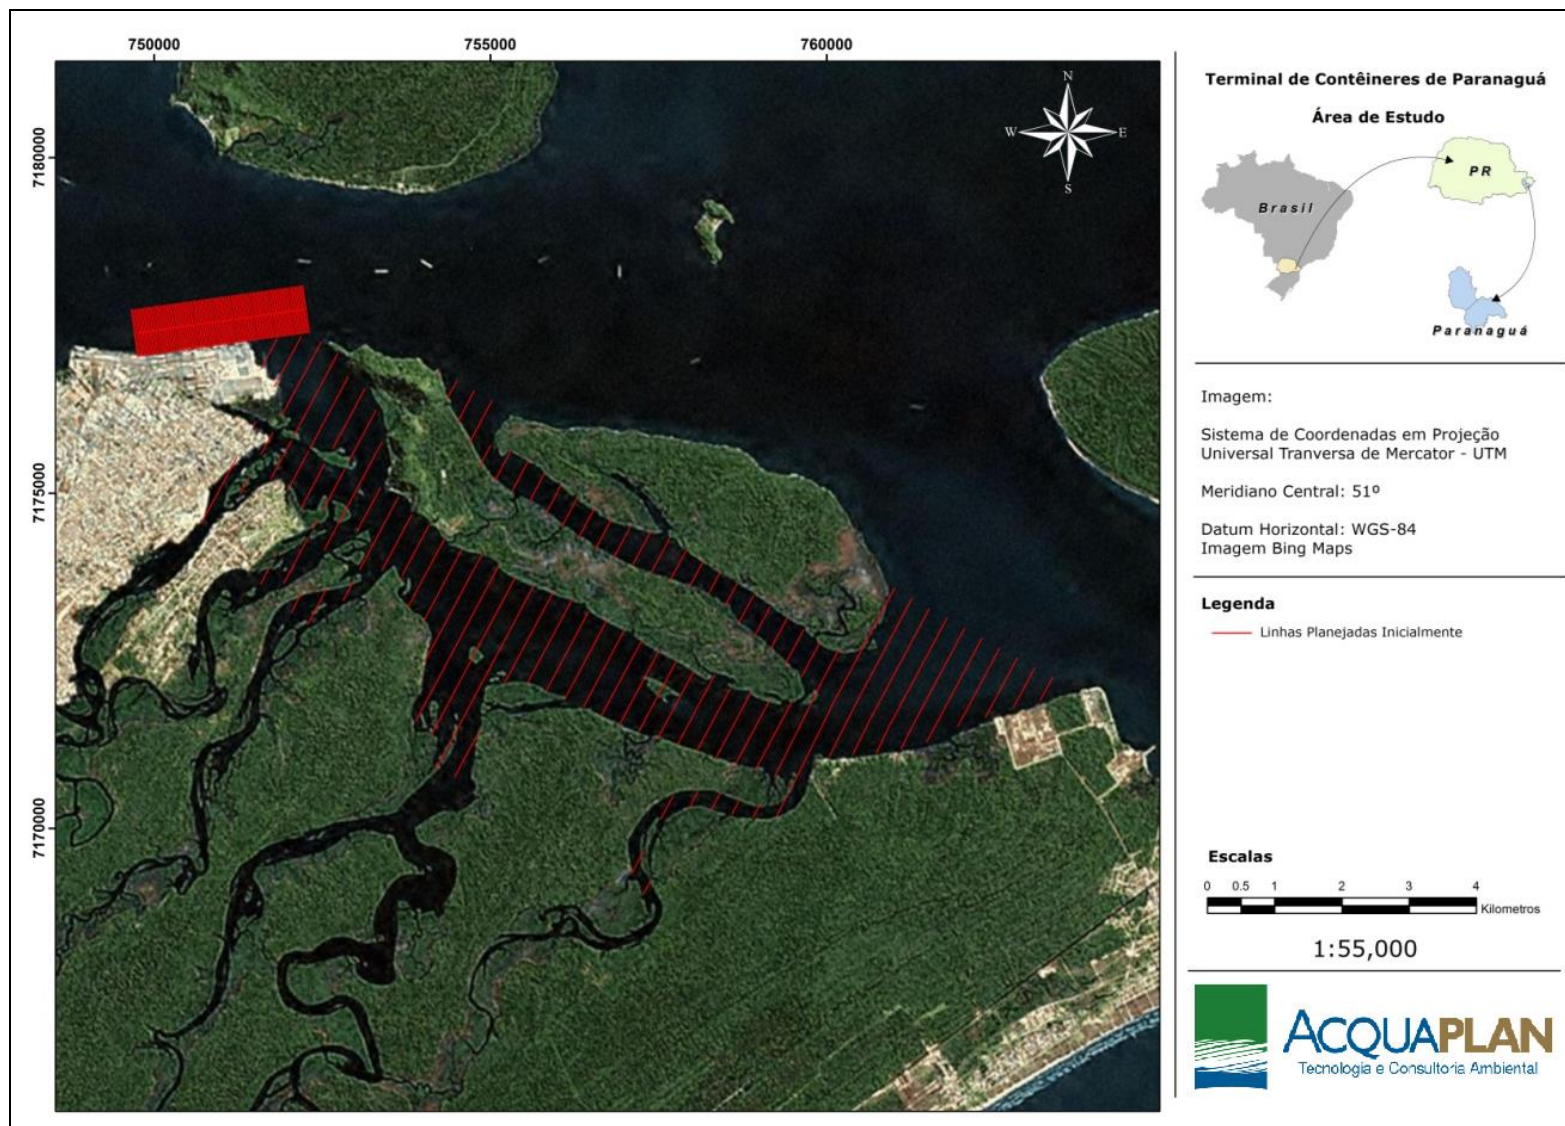 750000
755000
760000
7180000
7175000
7170000
N
W
E
S
Terminal de Contêineres de Paranaguá
Área de Estudo
Brasil
PR
Paranaguá
Imagem:
Sistema de Coordenadas em Projeção
Universal Tranversa de Mercator - UTM
Meridiano Central: 51º
Datum Horizontal: WGS-84
Imagem Bing Maps
Legenda
Linhas Planejadas Inicialmente
Escalas
0 0.5 1 2 3 4
Kilometros
1:55,000
ACQUAPLAN
Tecnologia e Consultoria Ambiental